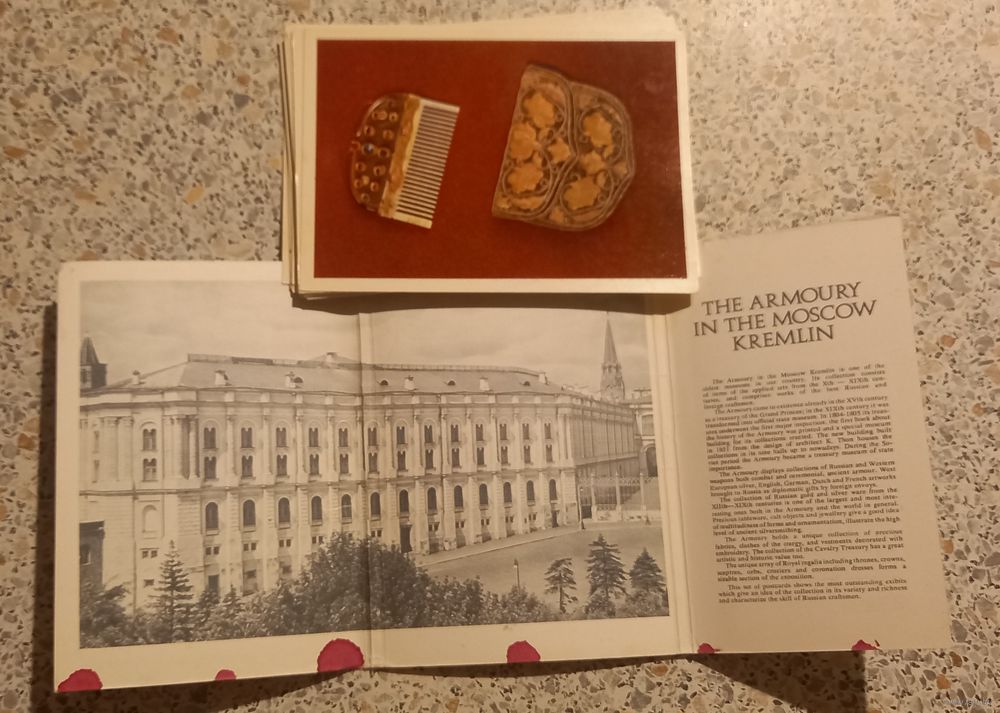 THE ARMOURY
IN THE MOSCOW
KREMLIN
The Armoury in the Moscow Kremlin is one of the
oldest museums in our country. Its collection consists
of items of the applied arts from the Xth — XIXth cen-
turies, and comprises works of the best Russian and
foreign craftsmen.
The Armoury came to existence already in the XVth century
as a treasury of the Grand Princes; in the XIXth century it was
transformed into official state museum. In 1804-1805 its treas-
ures underwent the first major inspection, the first book about
the history of the Armoury was printed and a special museum
building for its collections erected. The new building built
in 1851 from the design of architect K. Thon houses the
collections in its nine halls up to nowadays. During the So-
viet period the Armoury became a treasury museum of state
importance.
The Armoury displays collections of Russian and Western
weapons both combat and ceremonial, ancient armour. West
European silver, English, German, Dutch and French artworks
brought to Russia as diplomatic gifts by foreign envoys.
The collection of Russian gold and silver ware from the
XIIth—XIXth centuries is one of the largest and most inte-
resting ones both in the Armoury and the world in general.
Precious tableware, cult objects and jewellery give a good idea
of multitudiness of forms and ornamentation, illustrate the high
level of ancient silversmithing.
The Armoury holds a unique collection of precious
fabrics, clothes of the clergy, and vestments decorated with
embroidery. The collection of the Cavalry Treasury has a great
artistic and historic value too.
The unique array of Royal regalia including thrones, crowns,
sceptres, orbs, croziers and coronation dresses forms a
sizable section of the exposition.
This set of postcards shows the most outstanding exibits
which give an idea of the collection in its variety and richness
and characterize the skill of Russian craftsmen.